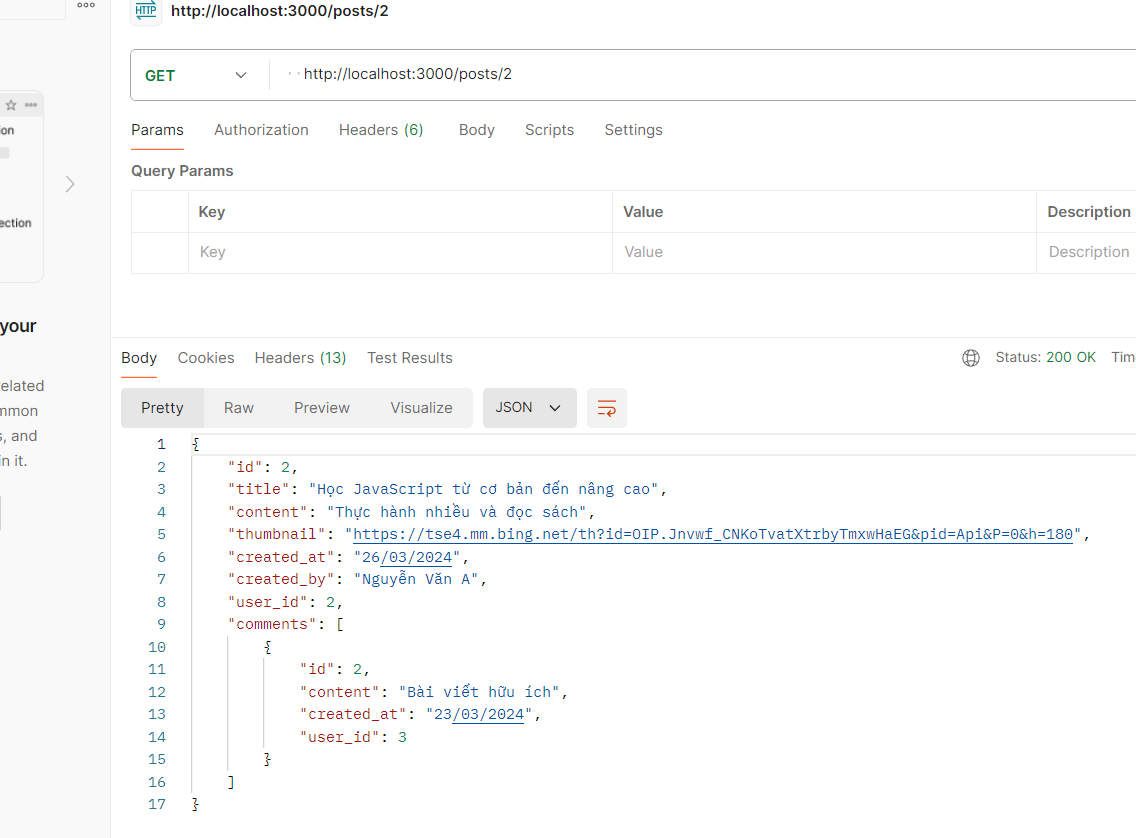 HTTP http://localhost:3000/posts/2
GET http://localhost:3000/posts/2
Params Authorization Headers (6) Body Scripts Settings
Query Params
Key Value Description
Key Value Description
your
Body Cookies Headers (13) Test Results Status: 200 OK
Pretty Raw Preview Visualize JSON
s, and
in it.
1 {
2 "id": 2,
3 "title": "Học JavaScript từ cơ bản đến nâng cao",
4 "content": "Thực hành nhiều và đọc sách",
5 "thumbnail": "https://tse4.mm.bing.net/th?id=OIP.Jnvwf_CNKoTvatXtrbyTmxwHaEG&pid=Api&P=0&h=180",
6 "created_at": "26/03/2024",
7 "created_by": "Nguyễn Văn A",
8 "user_id": 2,
9 "comments": [
10 {
11 "id": 2,
12 "content": "Bài viết hữu ích",
13 "created_at": "23/03/2024",
14 "user_id": 3
15 }
16 ]
17 }